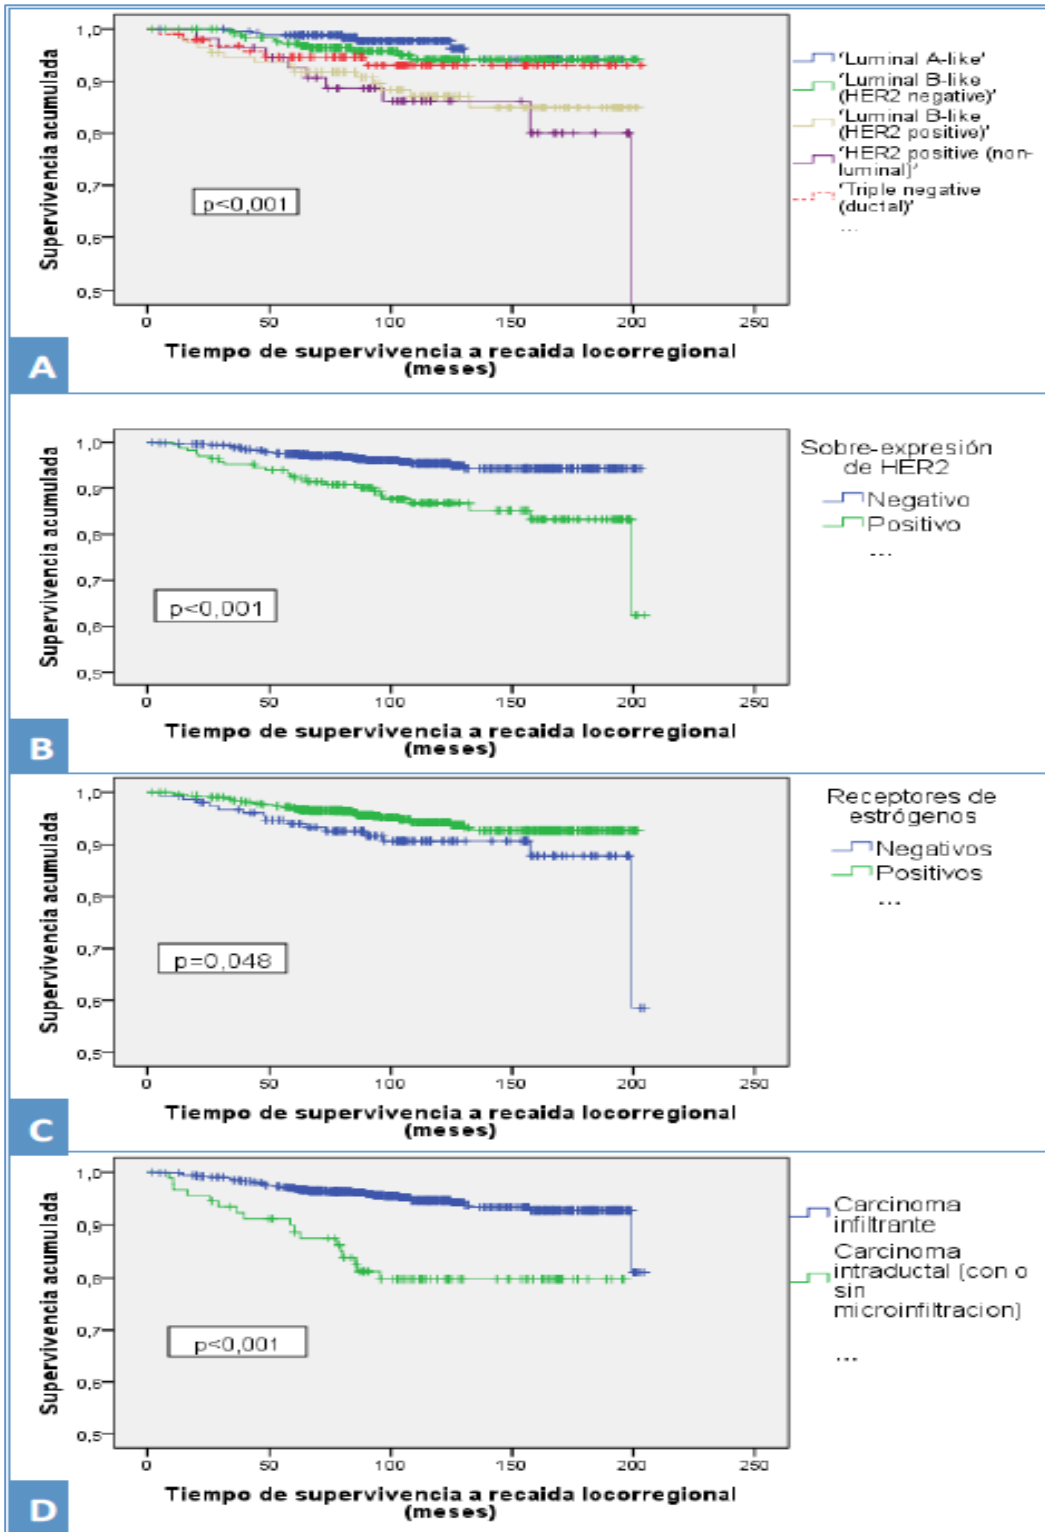 Supervivencia acumulada
1,0
0,9
0,8
0,7
0,6
0,5
p<0,001
0 50 100 150 200 250
Tiempo de supervivencia a recaida locorregional
(meses)
'Luminal A-like'
'Luminal B-like
(HER2 negative)'
'Luminal B-like
(HER2 positive)'
'HER2 positive (non-
luminal)'
'Triple negative
(ductal)'
...
A
Supervivencia acumulada
1,0
0,9
0,8
0,7
0,6
0,5
p<0,001
0 50 100 150 200 250
Tiempo de supervivencia a recaida locorregional
(meses)
Sobre-expresión
de HER2
Negativo
Positivo
...
B
Supervivencia acumulada
1,0
0,9
0,8
0,7
0,6
0,5
p=0,048
0 50 100 150 200 250
Tiempo de supervivencia a recaida locorregional
(meses)
Receptores de
estrógenos
Negativos
Positivos
...
C
Supervivencia acumulada
1,0
0,9
0,8
0,7
0,6
0,5
p<0,001
0 50 100 150 200 250
Tiempo de supervivencia a recaida locorregional
(meses)
Carcinoma
infiltrante
Carcinoma
intraductal (con o
sin
microinfiltracion)
...
D